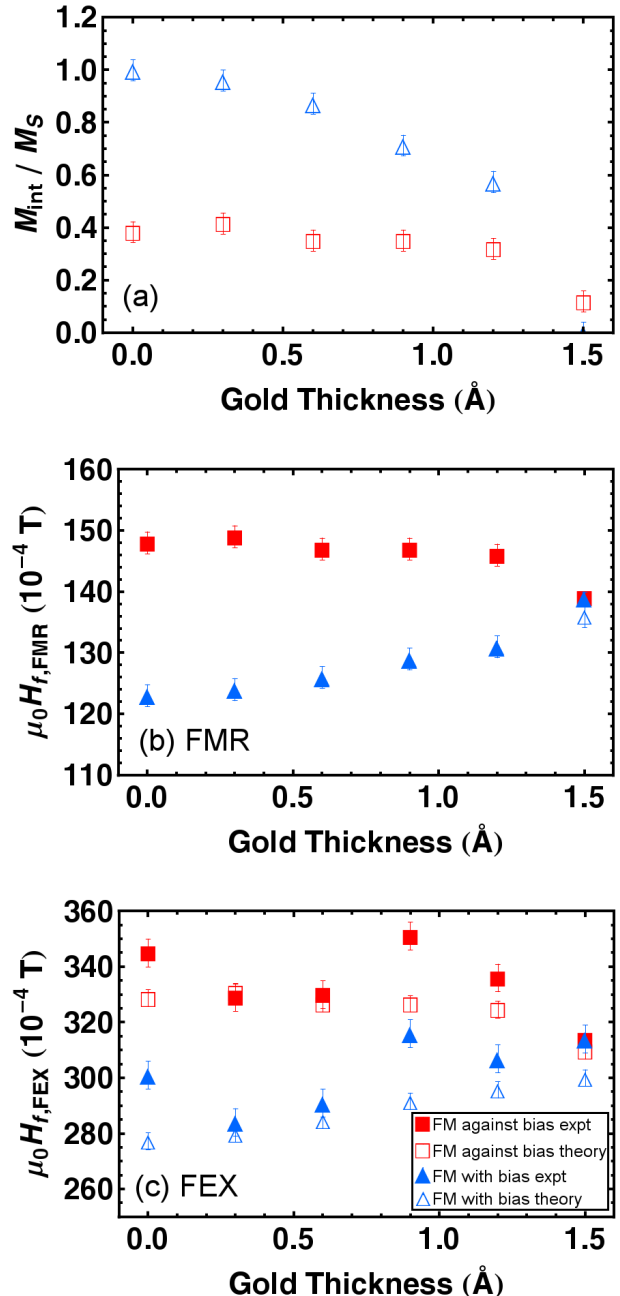 1.2
1.0
0.8
0.6
0.4
0.2
0.0
M_int / M_S
(a)
0.0 0.5 1.0 1.5
Gold Thickness (Å)
160
150
140
130
120
110
μ₀H_f,FMR (10⁻⁴ T)
(b) FMR
0.0 0.5 1.0 1.5
Gold Thickness (Å)
360
340
320
300
280
260
μ₀H_f,FEX (10⁻⁴ T)
(c) FEX
FM against bias expt
FM against bias theory
FM with bias expt
FM with bias theory
0.0 0.5 1.0 1.5
Gold Thickness (Å)